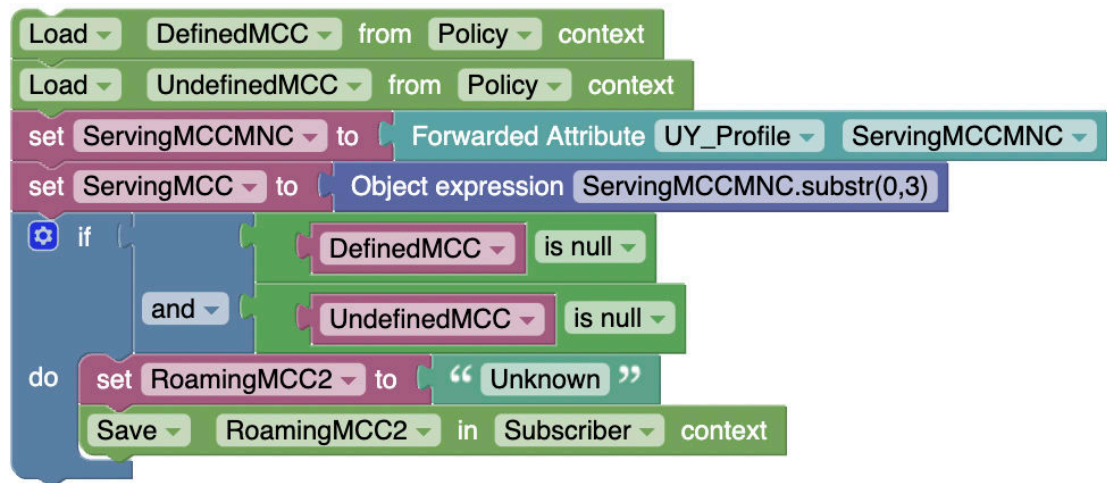 Load DefinedMCC from Policy context
Load UndefinedMCC from Policy context
set ServingMCCMNC to Forwarded Attribute UY_Profile ServingMCCMNC
set ServingMCC to Object expression ServingMCCMNC.substr(0,3)
if DefinedMCC is null
and
UndefinedMCC is null
do set RoamingMCC2 to “ Unknown ”
Save RoamingMCC2 in Subscriber context